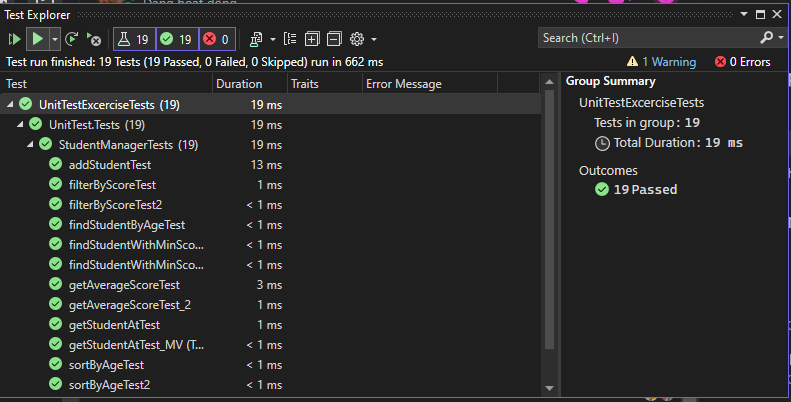 Test Explorer
19 19 0
Search (Ctrl+I)
Test run finished: 19 Tests (19 Passed, 0 Failed, 0 Skipped) run in 662 ms
1 Warning 0 Errors
Test Duration Traits Error Message
UnitTestExcerciseTests (19) 19 ms
UnitTest.Tests (19) 19 ms
StudentManagerTests (19) 19 ms
addStudentTest 13 ms
filterByScoreTest 1 ms
filterByScoreTest2 < 1 ms
findStudentByAgeTest < 1 ms
findStudentWithMinSco... < 1 ms
findStudentWithMinSco... < 1 ms
getAverageScoreTest 3 ms
getAverageScoreTest_2 < 1 ms
getStudentAtTest 1 ms
getStudentAtTest_MV (T... < 1 ms
sortByAgeTest < 1 ms
sortByAgeTest2 < 1 ms
Group Summary
UnitTestExcerciseTests
Tests in group: 19
Total Duration: 19 ms
Outcomes
19 Passed